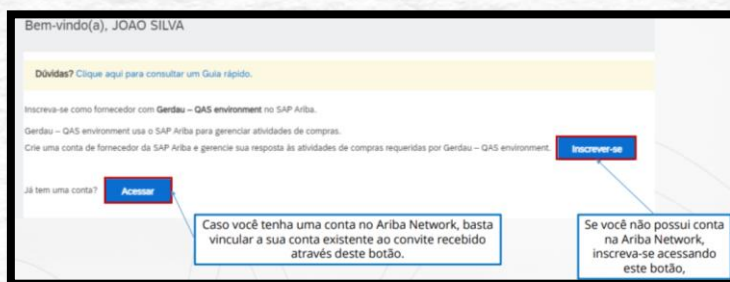 Bem-vindo(a), JOAO SILVA
Dúvidas? Clique aqui para consultar um Guia rápido.
Inscreva-se como fornecedor com Gerdau – QAS environment no SAP Ariba.
Gerdau – QAS environment usa o SAP Ariba para gerenciar atividades de compras.
Crie uma conta de fornecedor da SAP Ariba e gerencie sua resposta às atividades de compras requeridas por Gerdau – QAS environment.
Inscrever-se
Já tem uma conta?
Acessar
Caso você tenha uma conta no Ariba Network, basta
vincular a sua conta existente ao convite recebido
através deste botão.
Se você não possui conta
na Ariba Network,
inscreva-se acessando
este botão,